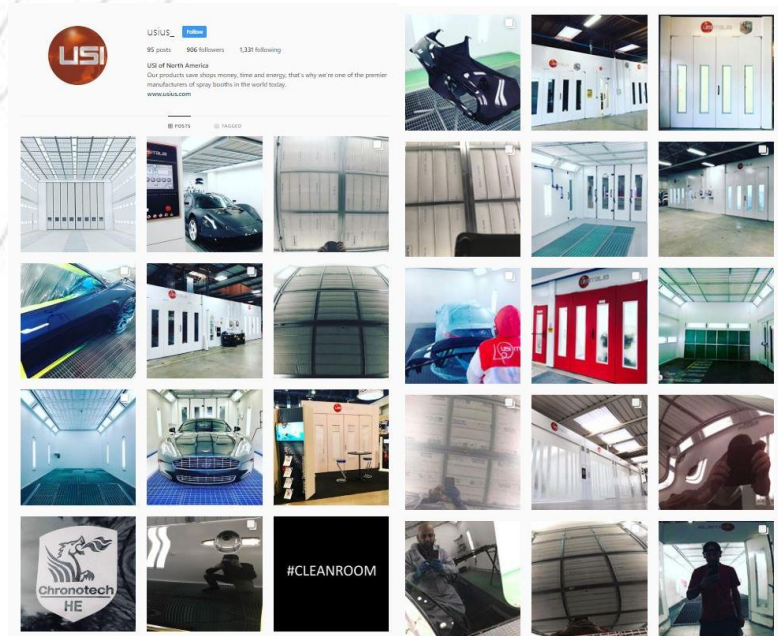 USI
usius_ Follow
95 posts 906 followers 1,331 following
USI of North America
Our products save shops money, time and energy, that's why we're one of the premier
manufacturers of spray booths in the world today.
www.usius.com
POSTS TAGGED
Chronotech
HE
#CLEANROOM